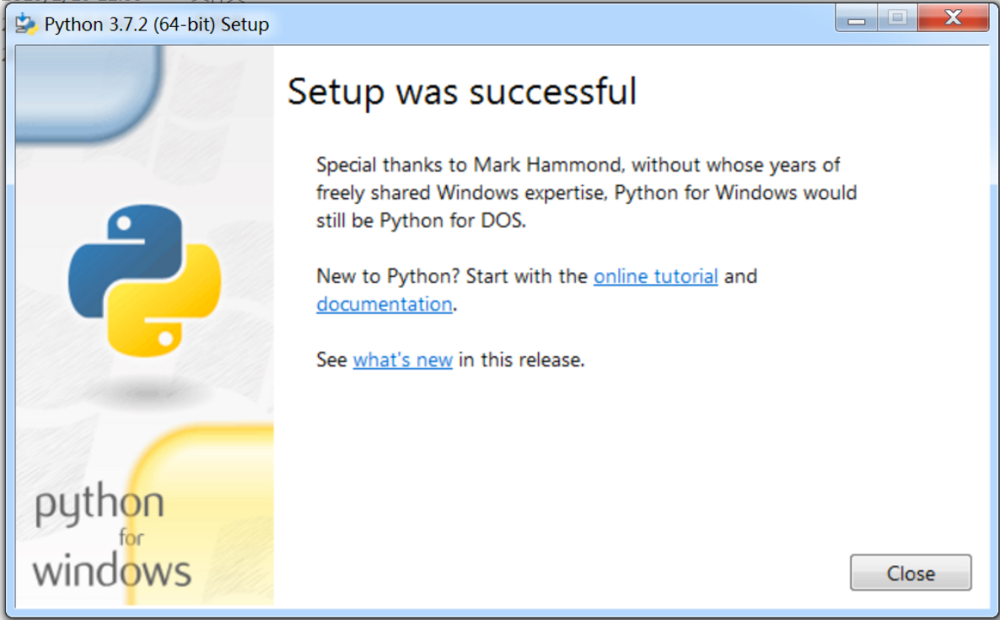 Python 3.7.2 (64-bit) Setup
Setup was successful
Special thanks to Mark Hammond, without whose years of
freely shared Windows expertise, Python for Windows would
still be Python for DOS.
New to Python? Start with the online tutorial and
documentation.
See what's new in this release.
python
for
windows
Close